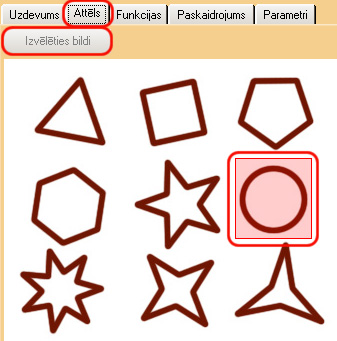 Uzdevums Attēls Funkcijas Paskaidrojums Parametri
Izvēlēties bildi